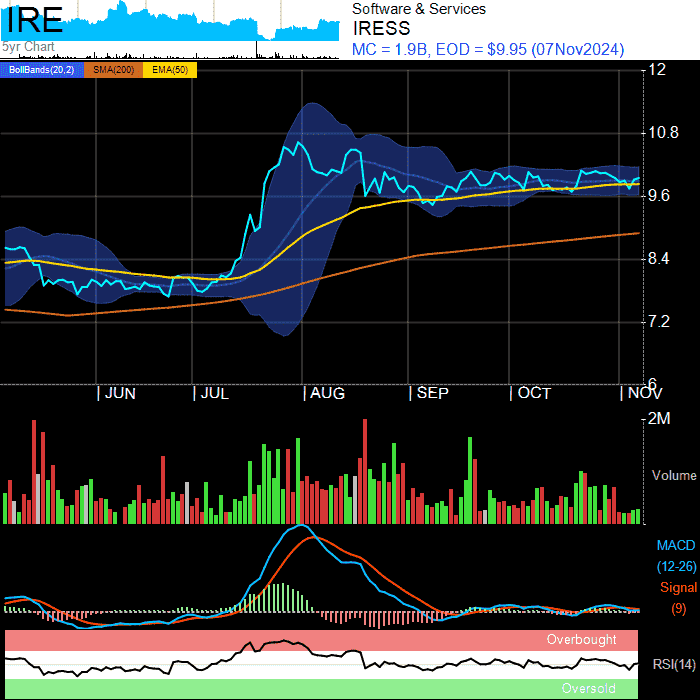 IRE
5yr Chart
Software & Services
IRESS
MC = 1.9B, EOD = $9.95 (07Nov2024)
BollBands(20,2) SMA(200) EMA(50)
12
10.8
9.6
8.4
7.2
6
JUN JUL AUG SEP OCT NOV
2M
Volume
MACD
(12-26)
Signal
(9)
Overbought
RSI(14)
Oversold